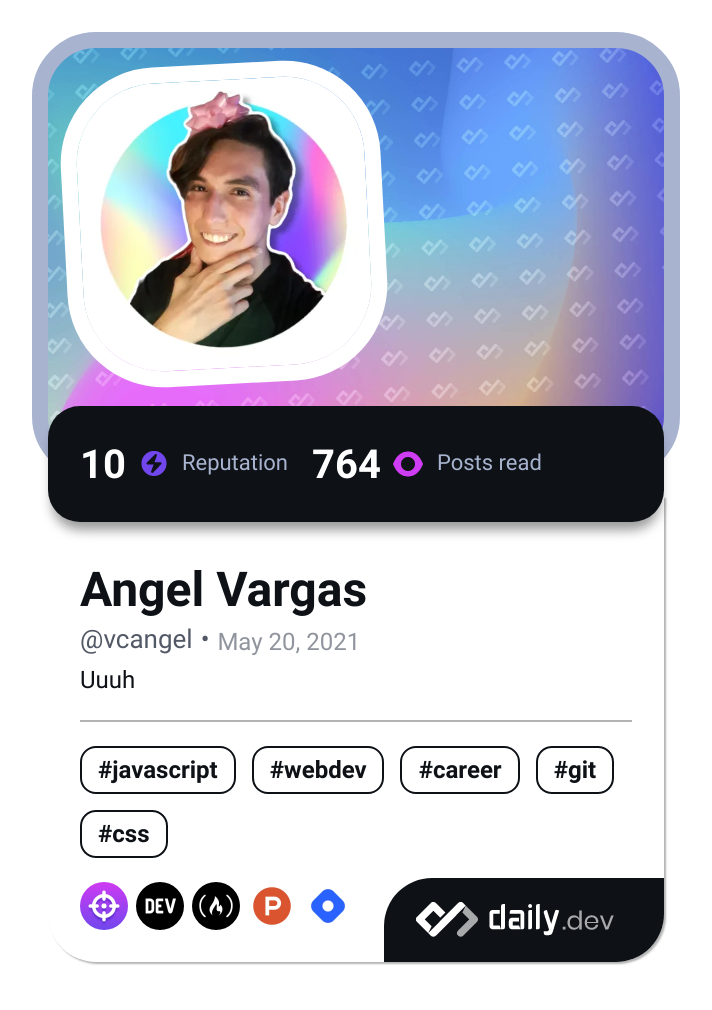 10 Reputation 764 Posts read
Angel Vargas
@vcangel • May 20, 2021
Uuuh
#javascript #webdev #career #git
#css
DEV P daily.dev